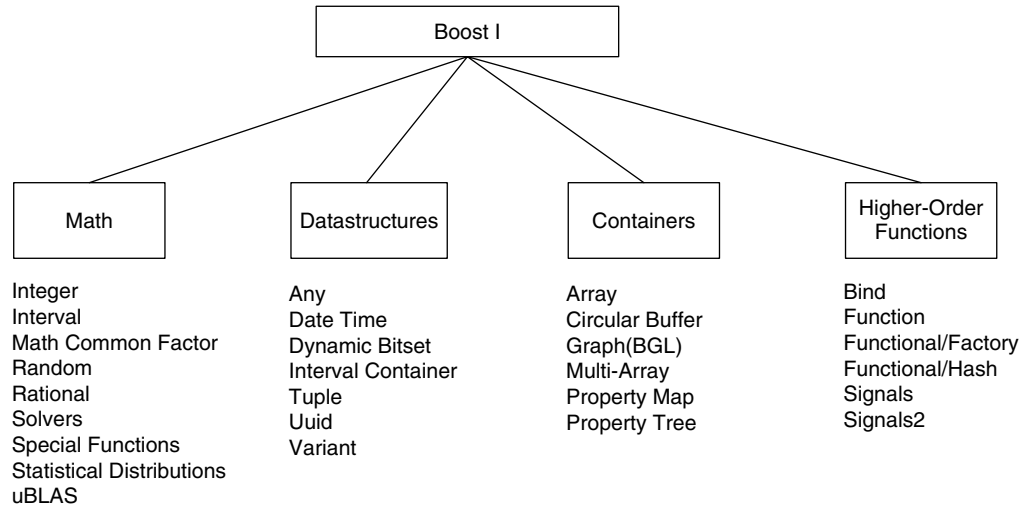 Boost I
Math
Datastructures
Containers
Higher-Order
Functions
Integer
Interval
Math Common Factor
Random
Rational
Solvers
Special Functions
Statistical Distributions
uBLAS
Any
Date Time
Dynamic Bitset
Interval Container
Tuple
Uuid
Variant
Array
Circular Buffer
Graph(BGL)
Multi-Array
Property Map
Property Tree
Bind
Function
Functional/Factory
Functional/Hash
Signals
Signals2